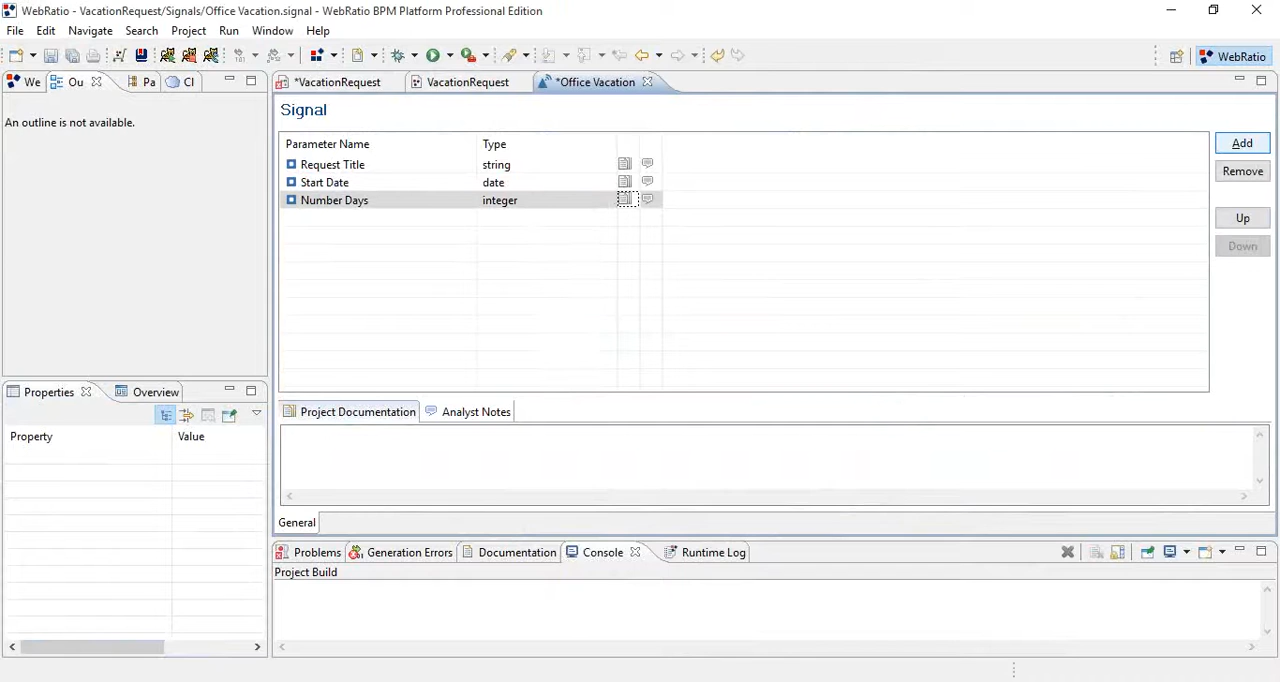 WebRatio - VacationRequest/Signals/Office Vacation.signal - WebRatio BPM Platform Professional Edition
File Edit Navigate Search Project Run Window Help
WebRatio
We Ou Pa Cl
*VacationRequest VacationRequest *Office Vacation
An outline is not available.
Signal
Parameter Name Type
Request Title string
Start Date date
Number Days integer
Add
Remove
Up
Down
Properties Overview
Property Value
Project Documentation Analyst Notes
General
Problems Generation Errors Documentation Console Runtime Log
Project Build